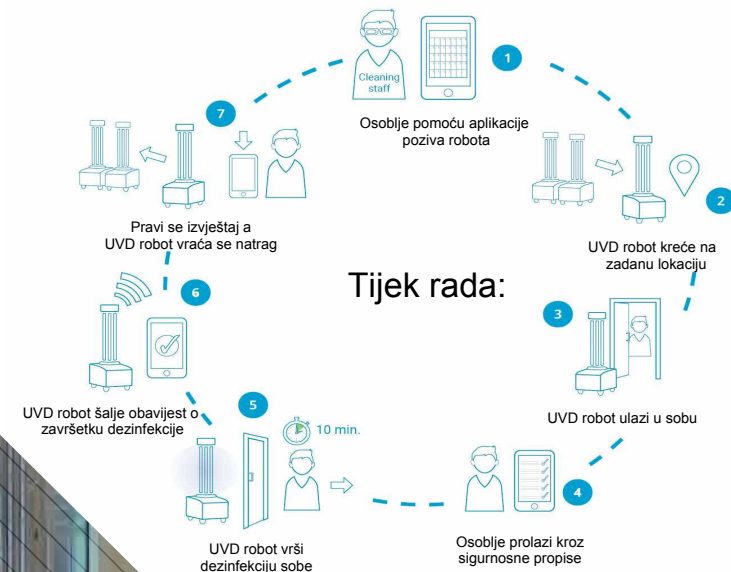 Tijek rada:
1
Cleaning
staff
Osoblje pomoću aplikacije
poziva robota
2
UVD robot kreće na
zadanu lokaciju
3
UVD robot ulazi u sobu
4
Osoblje prolazi kroz
sigurnosne propise
5
10 min.
UVD robot vrši
dezinfekciju sobe
6
UVD robot šalje obavijest o
završetku dezinfekcije
7
Pravi se izvještaj a
UVD robot vraća se natrag